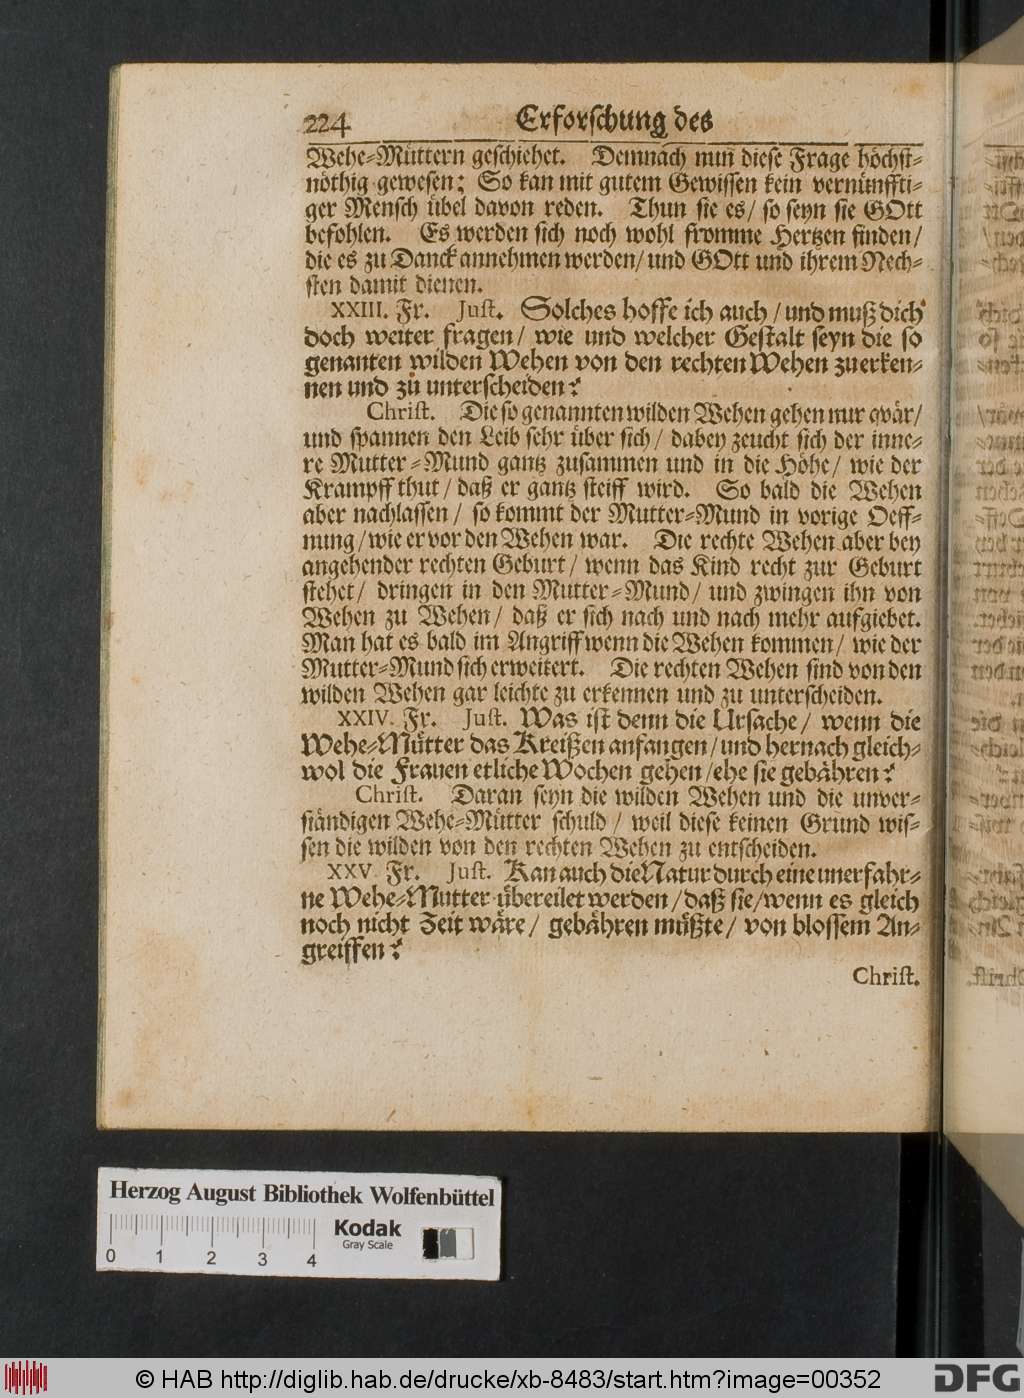 224 Erforschung des
Wehe-Müttern geschiehet. Demnach nun diese Frage höchst-
nöthig gewesen; So kan mit gutem Gewissen kein vernünffti-
ger Mensch übel davon reden. Thun sie es/ so seyn sie GOtt
befohlen. Es werden sich noch wohl fromme Hertzen finden/
die es zu Danck annehmen werden/ und GOtt und ihrem Nech-
sten damit dienen.
XXIII. Fr. Just. Solches hoffe ich auch/ und muß dich
doch weiter fragen/ wie und welcher Gestalt seyn die so
genanten wilden Wehen von den rechten Wehen zuerken-
nen und zu unterscheiden?
Christ. Die so genannten wilden Wehen gehen nur qvär/
und spannen den Leib sehr über sich/ dabey zeucht sich der inne-
re Mutter-Mund gantz zusammen und in die Höhe/ wie der
Krampff thut/ daß er gantz steiff wird. So bald die Wehen
aber nachlassen/ so kommt der Mutter-Mund in vorige Oeff-
nung/ wie er vor den Wehen war. Die rechte Wehen aber bey
angehender rechten Geburt/ wenn das Kind recht zur Geburt
stehet/ dringen in den Mutter-Mund/ und zwingen ihn von
Wehen zu Wehen/ daß er sich nach und nach mehr aufgiebet.
Man hat es bald im Angriff wenn die Wehen kommen/ wie der
Mutter-Mund sich erweitert. Die rechten Wehen sind von den
wilden Wehen gar leichte zu erkennen und zu unterscheiden.
XXIV. Fr. Just. Was ist denn die Ursache/ wenn die
Wehe-Mütter das Kreißen anfangen/ und hernach gleich-
wol die Frauen etliche Wochen gehen/ ehe sie gebähren?
Christ. Daran seyn die wilden Wehen und die unver-
ständigen Wehe-Mütter schuld/ weil diese keinen Grund wis-
sen die wilden von den rechten Wehen zu entscheiden.
XXV. Fr. Just. Kan auch die Natur durch eine unerfahr-
ne Wehe-Mutter übereilet werden/ daß sie/ wenn es gleich
noch nicht Zeit wäre/ gebähren müßte/ von blossem An-
greiffen?
Christ.
Herzog August Bibliothek Wolfenbüttel
Kodak
Gray Scale
0 1 2 3 4
© HAB http://diglib.hab.de/drucke/xb-8483/start.htm?image=00352
DFG